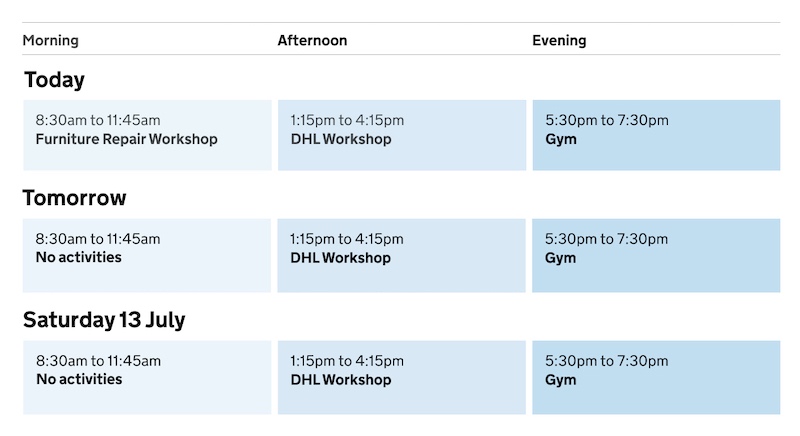 Morning
Afternoon
Evening
Today
8:30am to 11:45am
Furniture Repair Workshop
1:15pm to 4:15pm
DHL Workshop
5:30pm to 7:30pm
Gym
Tomorrow
8:30am to 11:45am
No activities
1:15pm to 4:15pm
DHL Workshop
5:30pm to 7:30pm
Gym
Saturday 13 July
8:30am to 11:45am
No activities
1:15pm to 4:15pm
DHL Workshop
5:30pm to 7:30pm
Gym